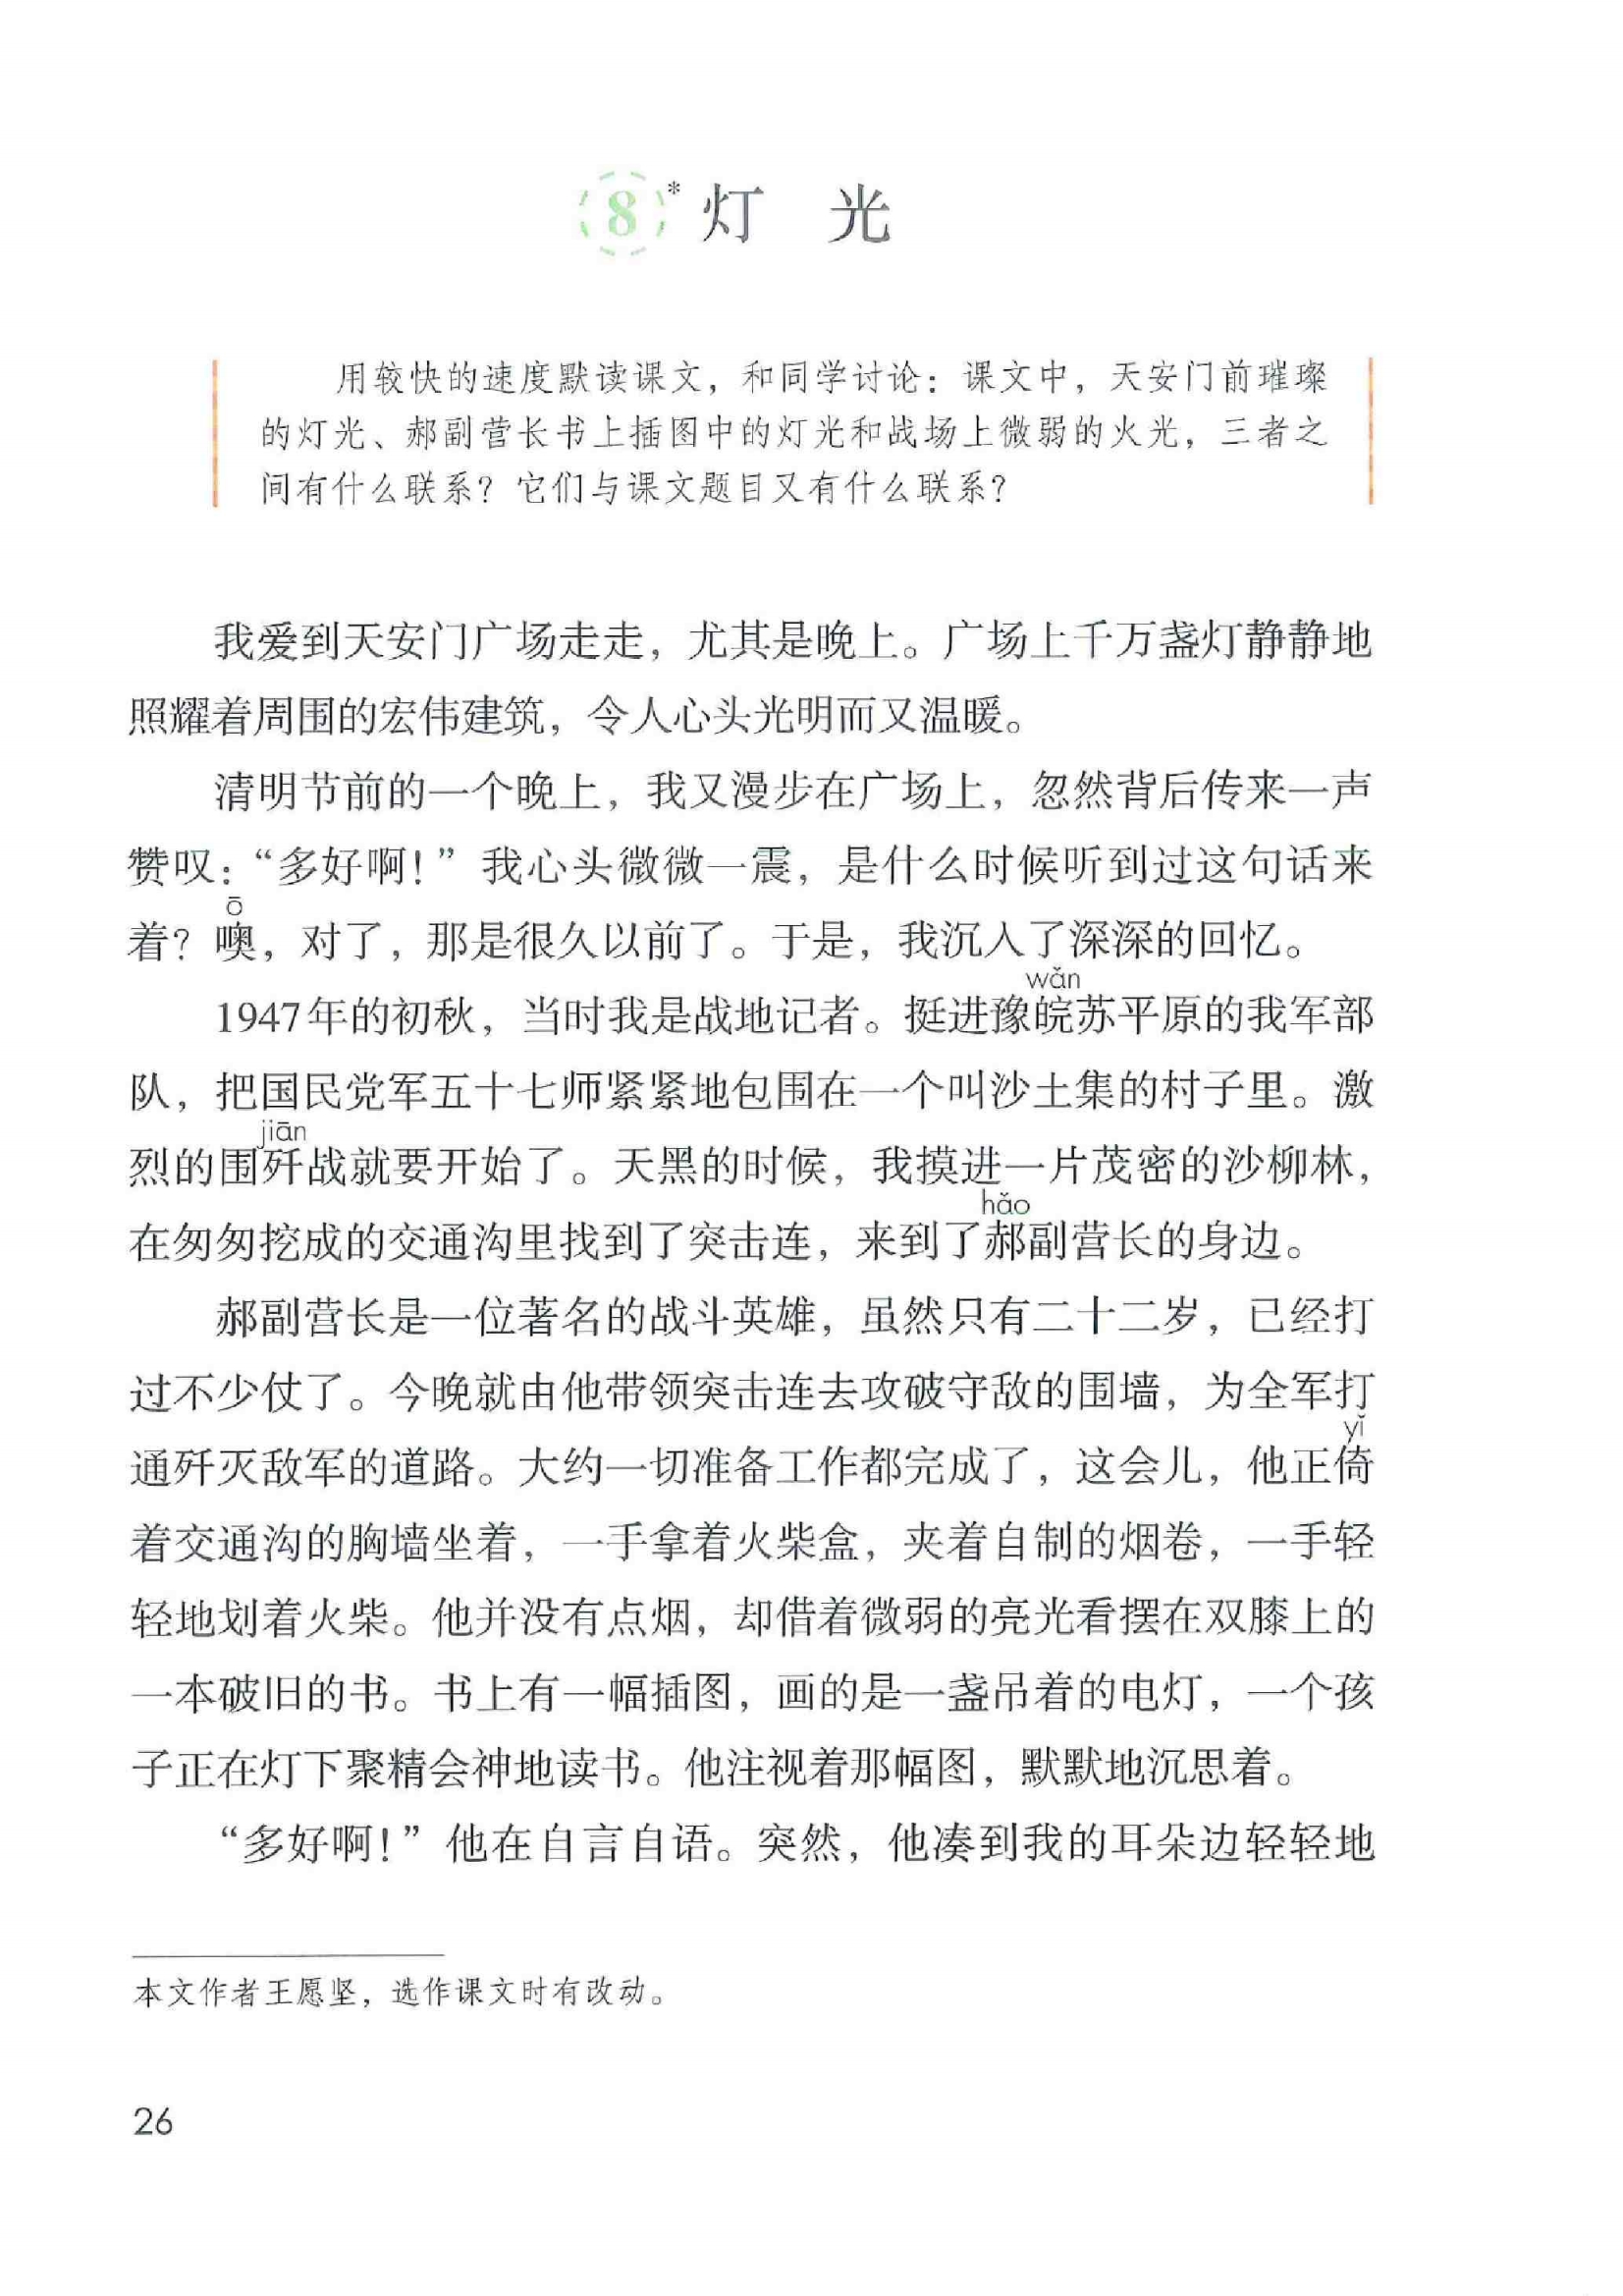 8* 灯 光
用较快的速度默读课文，和同学讨论：课文中，天安门前璀璨
的灯光、郝副营长书上插图中的灯光和战场上微弱的火光，三者之
间有什么联系？它们与课文题目又有什么联系？
我爱到天安门广场走走，尤其是晚上。广场上千万盏灯静静地
照耀着周围的宏伟建筑，令人心头光明而又温暖。
清明节前的一个晚上，我又漫步在广场上，忽然背后传来一声
赞叹：“多好啊！”我心头微微一震，是什么时候听到过这句话来
ō
着？噢，对了，那是很久以前了。于是，我沉入了深深的回忆。
wǎn
1947年的初秋，当时我是战地记者。挺进豫皖苏平原的我军部
队，把国民党军五十七师紧紧地包围在一个叫沙土集的村子里。激
jiān
烈的围歼战就要开始了。天黑的时候，我摸进一片茂密的沙柳林，
hǎo
在匆匆挖成的交通沟里找到了突击连，来到了郝副营长的身边。
郝副营长是一位著名的战斗英雄，虽然只有二十二岁，已经打
过不少仗了。今晚就由他带领突击连去攻破守敌的围墙，为全军打
yǐ
通歼灭敌军的道路。大约一切准备工作都完成了，这会儿，他正倚
着交通沟的胸墙坐着，一手拿着火柴盒，夹着自制的烟卷，一手轻
轻地划着火柴。他并没有点烟，却借着微弱的亮光看摆在双膝上的
一本破旧的书。书上有一幅插图，画的是一盏吊着的电灯，一个孩
子正在灯下聚精会神地读书。他注视着那幅图，默默地沉思着。
“多好啊！”他在自言自语。突然，他凑到我的耳朵边轻轻地
本文作者王愿坚，选作课文时有改动。
26